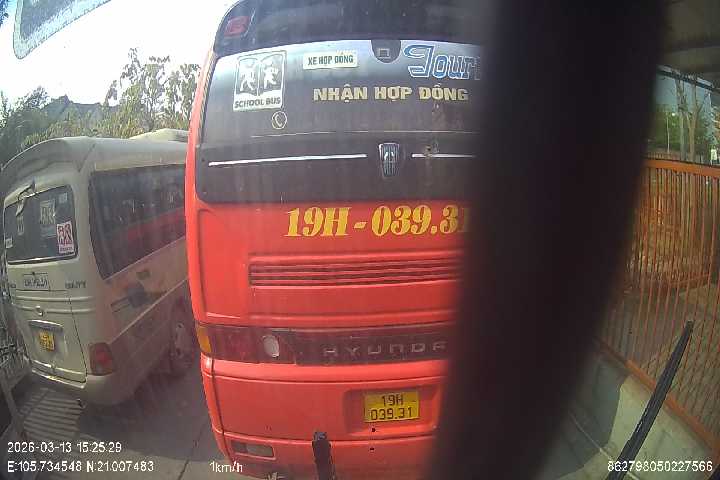 XE HỢP ĐỒNG
Tour
SCHOOL BUS
NHẬN HỢP ĐỒNG
19H-039.31
HYUNDAI
19H
039.31
2026-03-13 15:25:29
E:105.734548 N:21.007483
1km/h
862798050227566